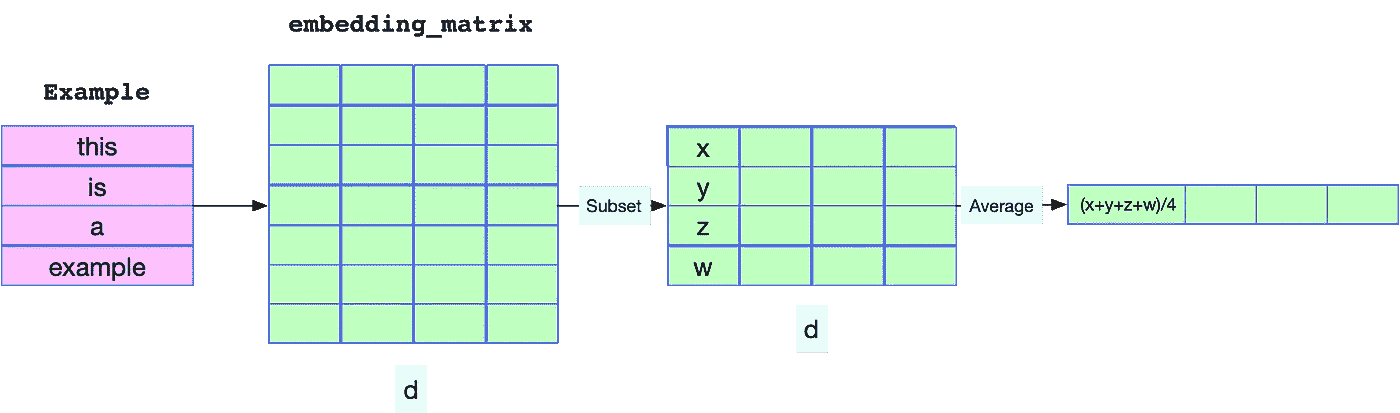 embedding_matrix
Example
this
is
a
example
Subset
x
y
z
w
Average
(x+y+z+w)/4
d
d